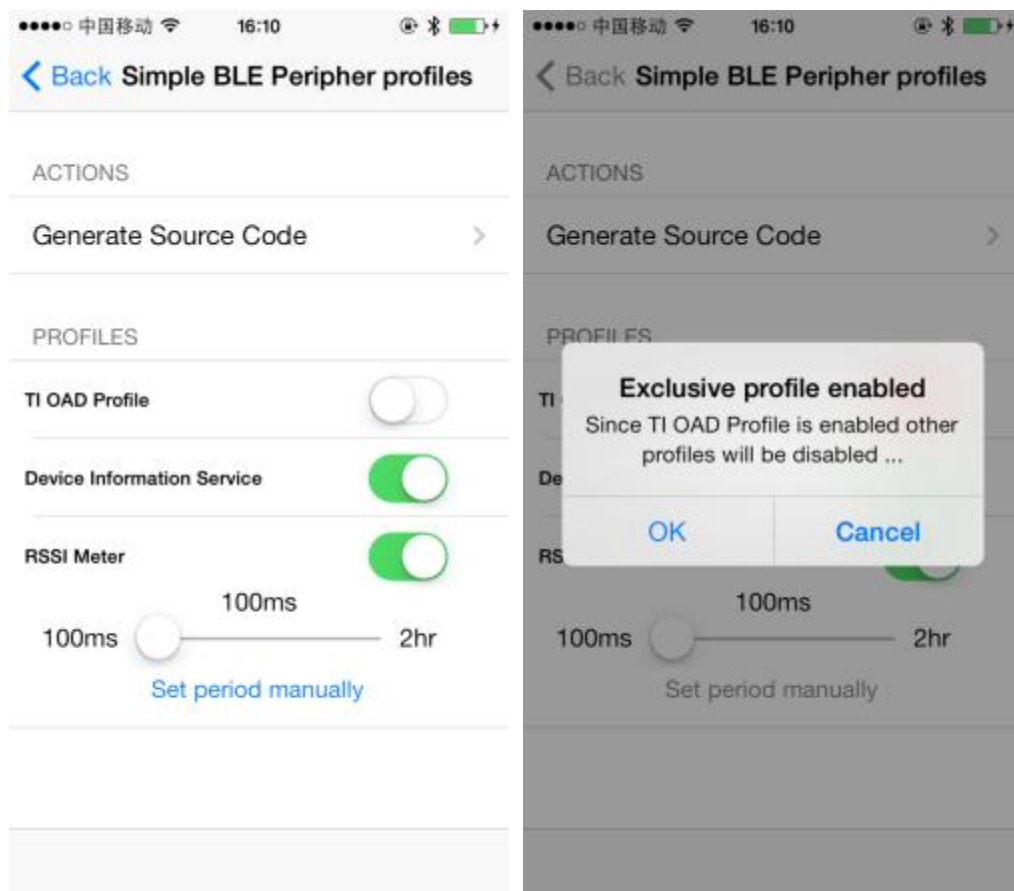 中国移动 16:10
Back Simple BLE Peripher profiles
ACTIONS
Generate Source Code
PROFILES
TI OAD Profile
Device Information Service
RSSI Meter
100ms
100ms 2hr
Set period manually
中国移动 16:10
Back Simple BLE Peripher profiles
ACTIONS
Generate Source Code
PROFILES
TI
De
RS
Exclusive profile enabled
Since TI OAD Profile is enabled other
profiles will be disabled ...
OK Cancel
100ms
100ms 2hr
Set period manually